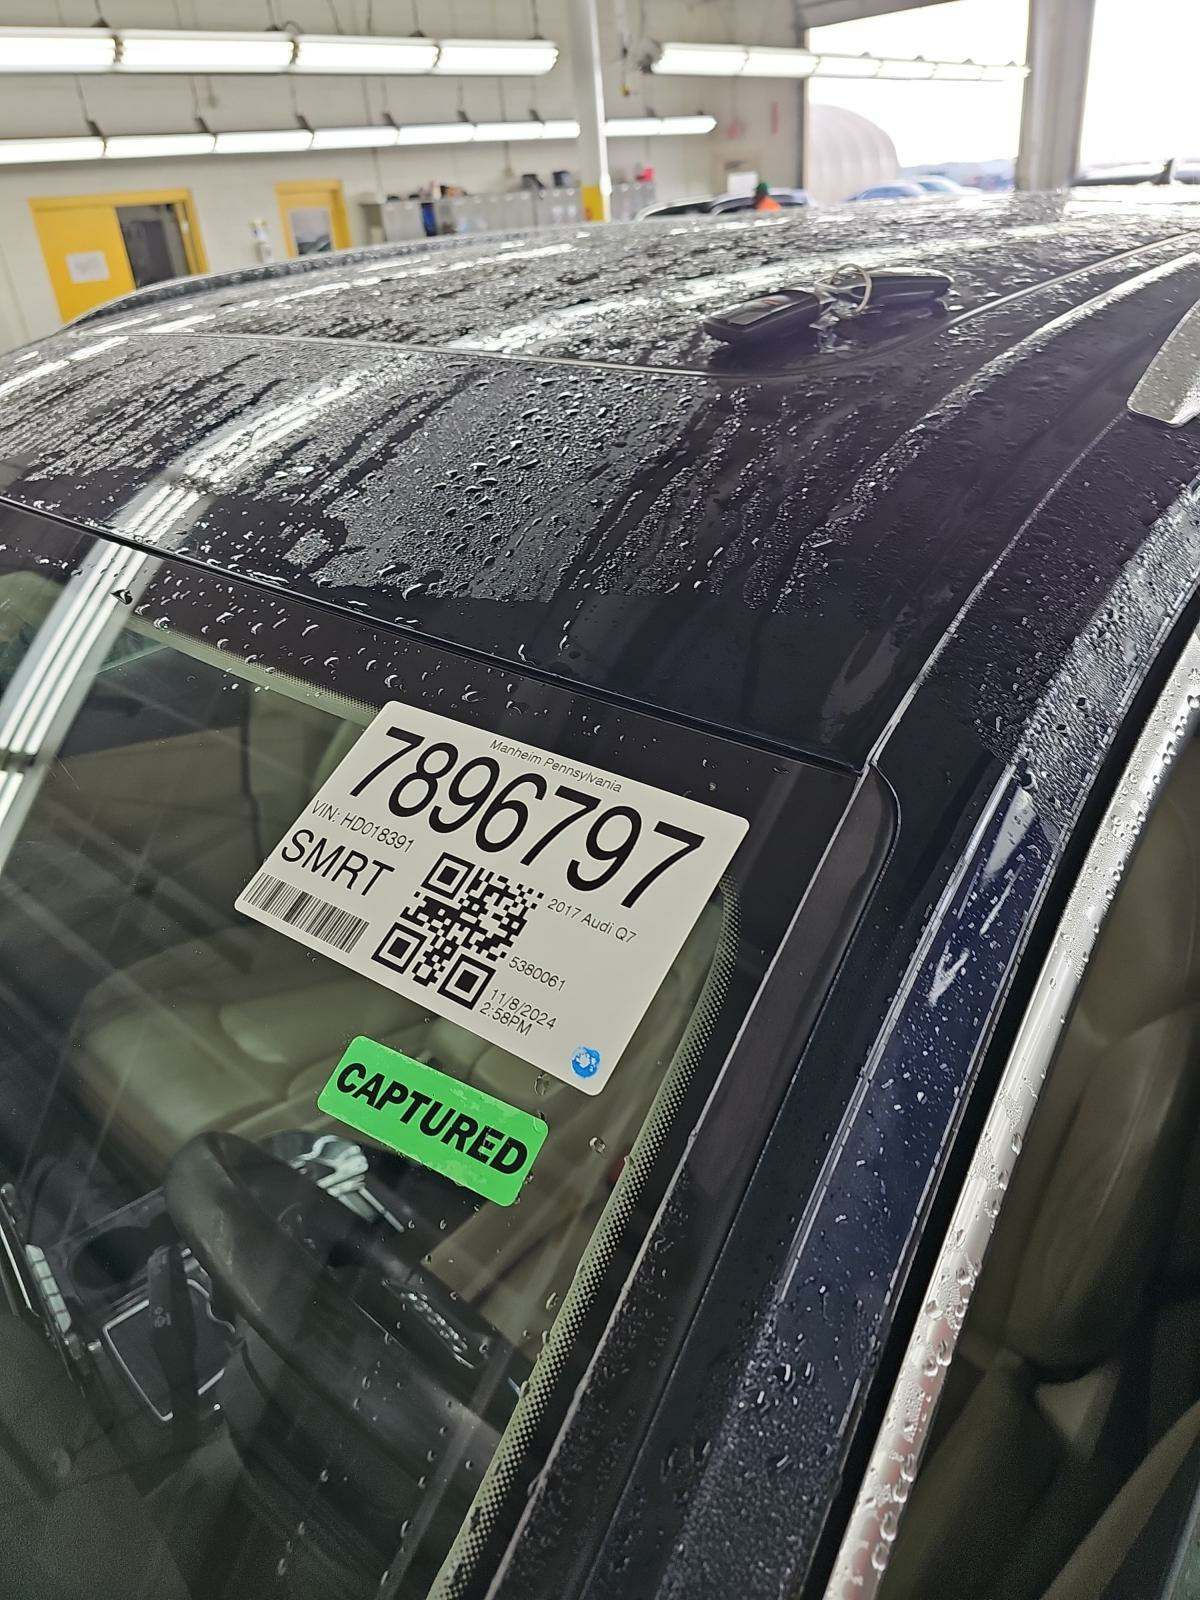 Manheim Pennsylvania
7896797
VIN: HD018391
SMRT
2017 Audi Q7
5380061
11/8/2024
2:58PM
CAPTURED